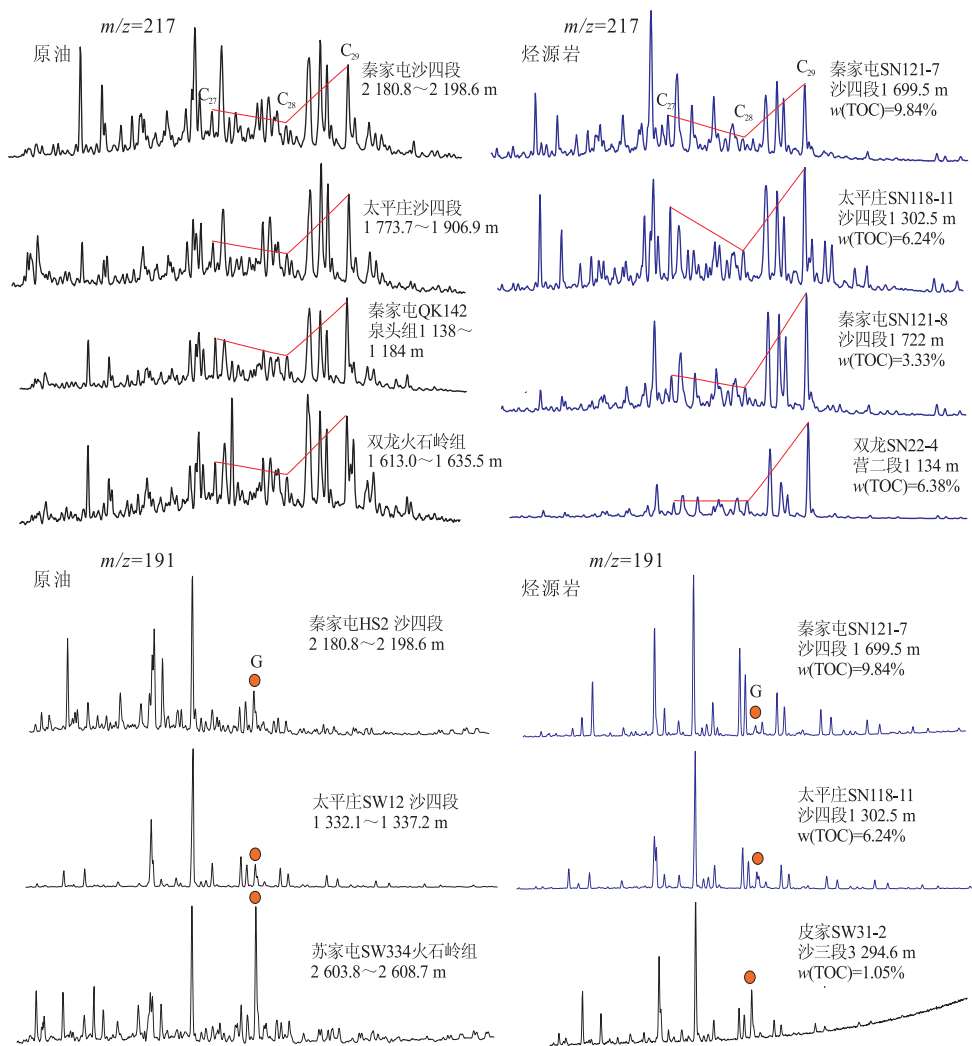 m/z=217
原油
C27
C28
C29
秦家屯沙四段
2 180.8～2 198.6 m
太平庄沙四段
1 773.7～1 906.9 m
秦家屯QK142
泉头组1 138～
1 184 m
双龙火石岭组
1 613.0～1 635.5 m
m/z=217
烃源岩
C27
C28
C29
秦家屯SN121-7
沙四段1 699.5 m
w(TOC)=9.84%
太平庄SN118-11
沙四段1 302.5 m
w(TOC)=6.24%
秦家屯SN121-8
沙四段1 722 m
w(TOC)=3.33%
双龙SN22-4
营二段1 134 m
w(TOC)=6.38%
m/z=191
原油
秦家屯HS2 沙四段
2 180.8～2 198.6 m
G
太平庄SW12 沙四段
1 332.1～1 337.2 m
苏家屯SW334火石岭组
2 603.8～2 608.7 m
m/z=191
烃源岩
秦家屯SN121-7
沙四段 1 699.5 m
w(TOC)=9.84%
G
太平庄SN118-11
沙四段1 302.5 m
w(TOC)=6.24%
皮家SW31-2
沙三段3 294.6 m
w(TOC)=1.05%